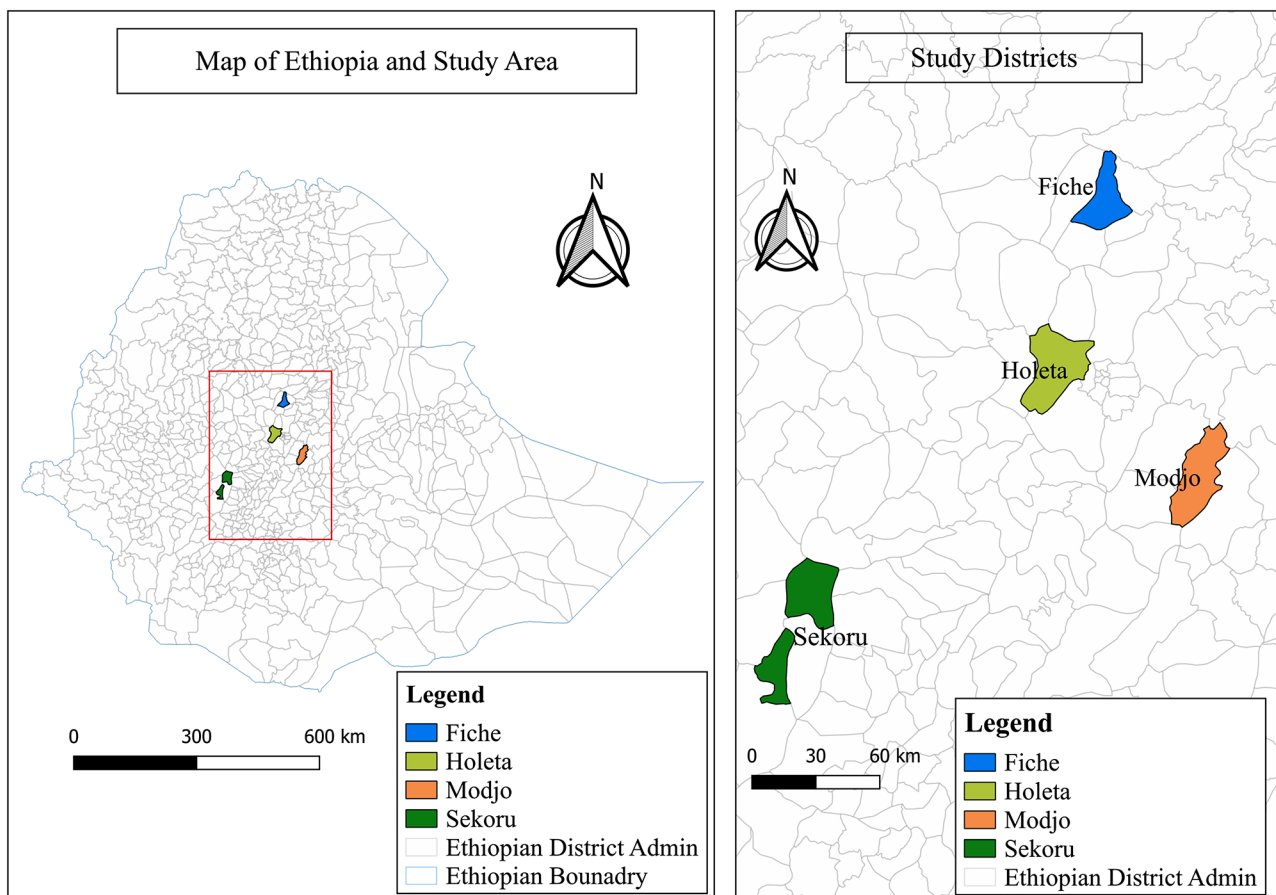 Map of Ethiopia and Study Area
N
0 300 600 km
Legend
Fiche
Holeta
Modjo
Sekoru
Ethiopian District Admin
Ethiopian Bounadry
Study Districts
N
Fiche
Holeta
Modjo
Sekoru
0 30 60 km
Legend
Fiche
Holeta
Modjo
Sekoru
Ethiopian District Admin